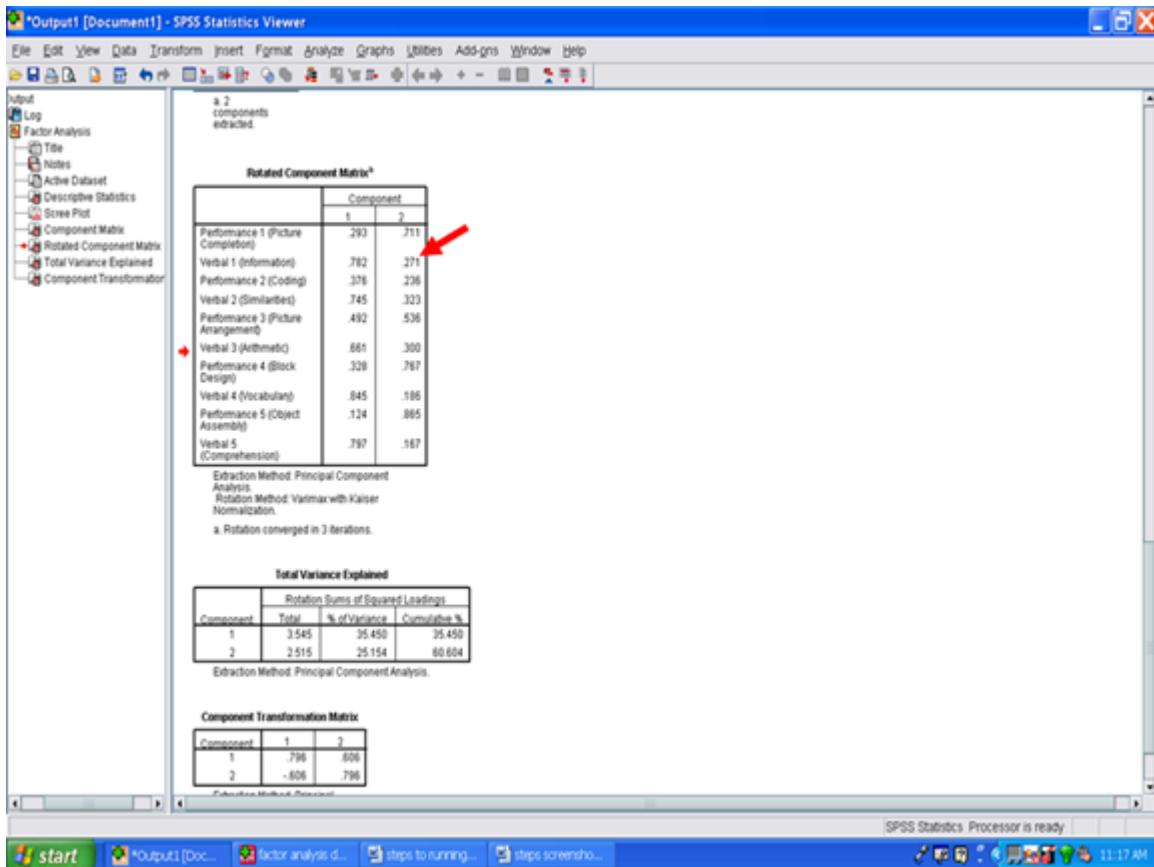 *Output1 [Document1] - SPSS Statistics Viewer
File Edit View Data Transform Insert Format Analyze Graphs Utilities Add-ons Window Help
Output
Log
Factor Analysis
Title
Notes
Active Dataset
Descriptive Statistics
Scree Plot
Component Matrix
Rotated Component Matrix
Total Variance Explained
Component Transformation
a. 2
components
extracted.
Rotated Component Matrixa
Component
1 2
Performance 1 (Picture Completion) .293 .711
Verbal 1 (Information) .782 .271
Performance 2 (Coding) .376 .236
Verbal 2 (Similarities) .745 .323
Performance 3 (Picture Arrangement) .492 .536
Verbal 3 (Arithmetic) .661 .300
Performance 4 (Block Design) .328 .767
Verbal 4 (Vocabulary) .845 .186
Performance 5 (Object Assembly) .124 .865
Verbal 5 (Comprehension) .797 .167
Extraction Method: Principal Component
Analysis.
Rotation Method: Varimax with Kaiser
Normalization.
a. Rotation converged in 3 iterations.
Total Variance Explained
Rotation Sums of Squared Loadings
Component Total % of Variance Cumulative %
1 3.545 35.450 35.450
2 2.515 25.154 60.604
Extraction Method: Principal Component Analysis.
Component Transformation Matrix
Component 1 2
1 .796 .606
2 -.606 .796
Extraction Method: Principal
SPSS Statistics Processor is ready
start *Output1 [Doc... factor analysis d... steps to running... steps screensho... 11:17 AM